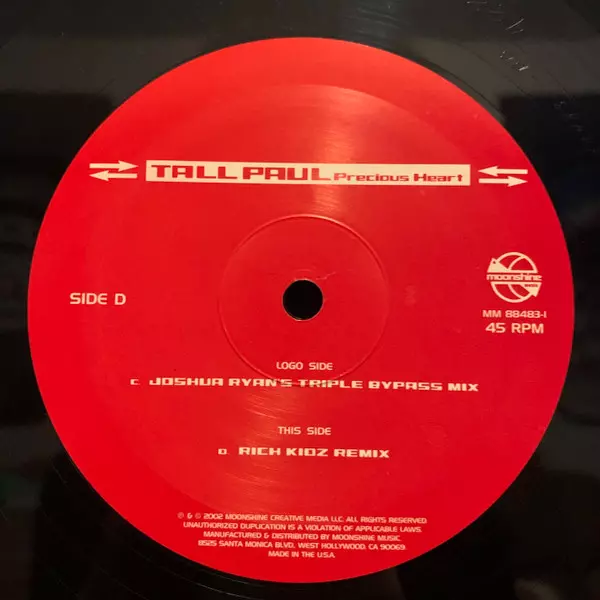 TALL PAUL Precious Heart
moonshine
SIDE D
MM 88483-1
45 RPM
LOGO SIDE
C. JOSHUA RYAN'S TRIPLE BYPASS MIX
THIS SIDE
D. RICH KIDZ REMIX
℗ & © 2002 MOONSHINE CREATIVE MEDIA LLC. ALL RIGHTS RESERVED.
UNAUTHORIZED DUPLICATION IS A VIOLATION OF APPLICABLE LAWS.
MANUFACTURED & DISTRIBUTED BY MOONSHINE MUSIC.
8525 SANTA MONICA BLVD., WEST HOLLYWOOD, CA 90069.
MADE IN THE U.S.A.